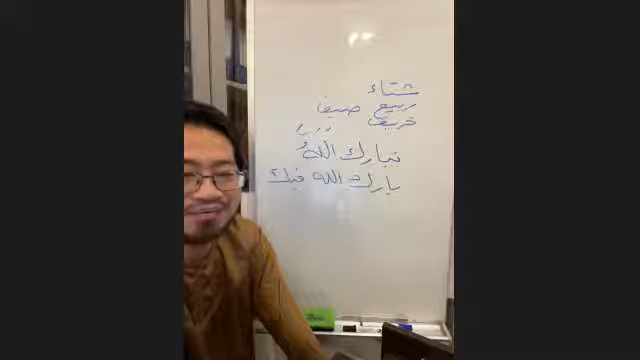 شتاء
ربيع صيف
خريف
تبارك اللهُ
بارك الله فيك